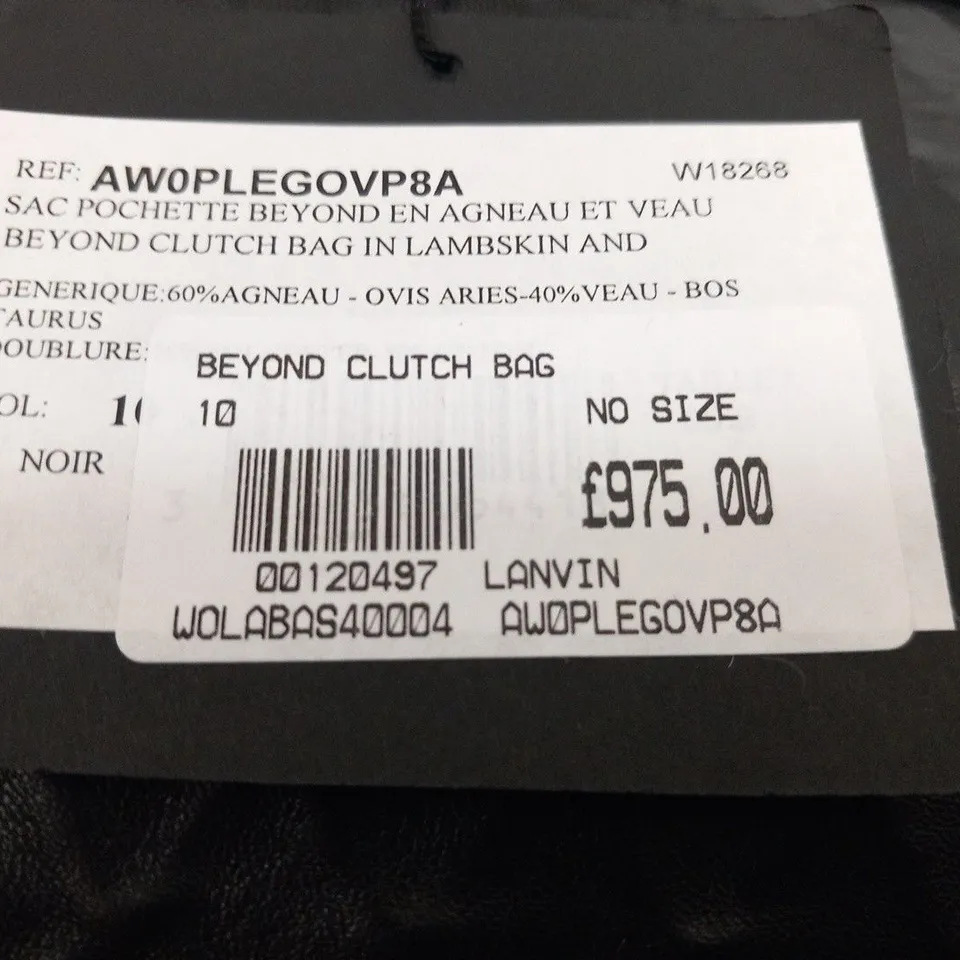 REF: AW0PLEGOVP8A W18268
SAC POCHETTE BEYOND EN AGNEAU ET VEAU
BEYOND CLUTCH BAG IN LAMBSKIN AND
GENERIQUE:60%AGNEAU - OVIS ARIES-40%VEAU - BOS
TAURUS
DOUBLURE:
BEYOND CLUTCH BAG
OL: 10
NOIR
10 NO SIZE
£975.00
00120497 LANVIN
WOLABAS40004 AW0PLEGOVP8A